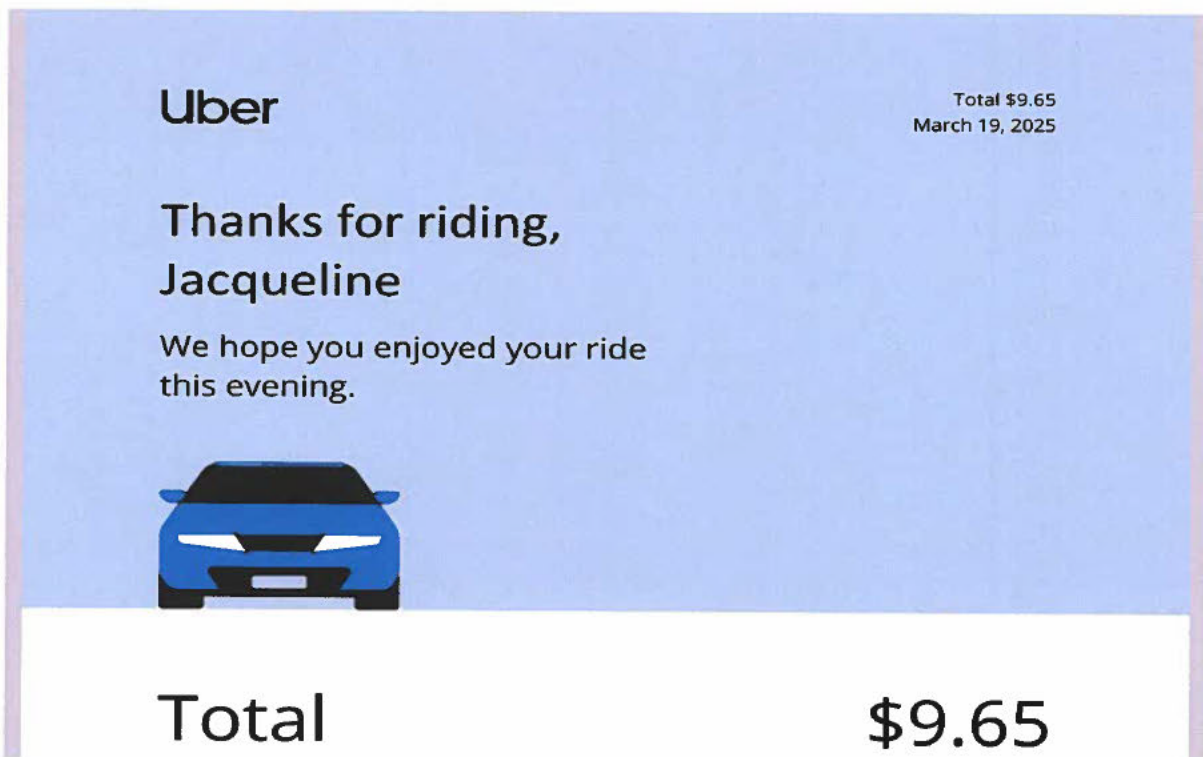 Uber
Total $9.65
March 19, 2025
Thanks for riding,
Jacqueline
We hope you enjoyed your ride
this evening.
Total $9.65